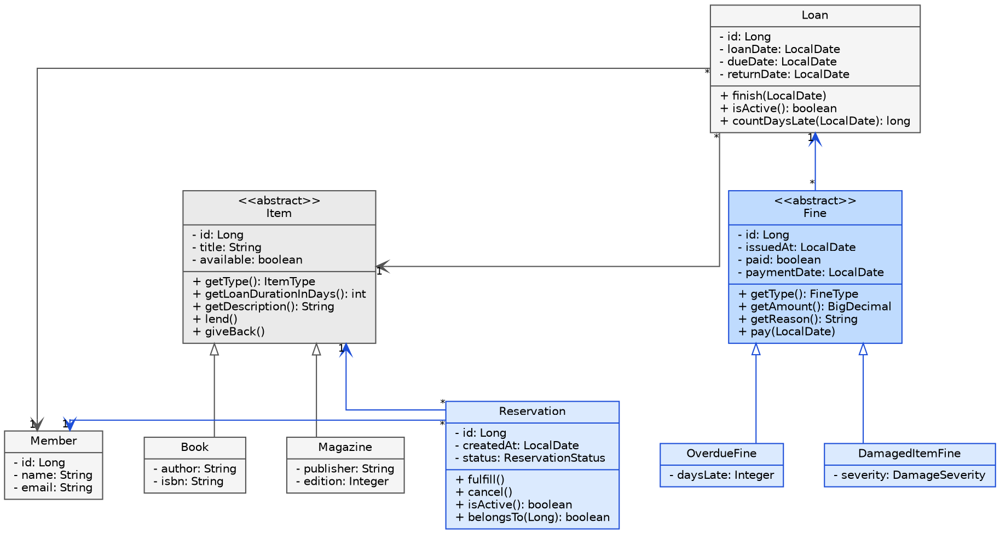 Loan
- id: Long
- loanDate: LocalDate
- dueDate: LocalDate
- returnDate: LocalDate
+ finish(LocalDate)
+ isActive(): boolean
+ countDaysLate(LocalDate): long
*
*
1
*
<<abstract>>
Item
- id: Long
- title: String
- available: boolean
+ getType(): ItemType
+ getLoanDurationInDays(): int
+ getDescription(): String
+ lend()
+ giveBack()
1
1
<<abstract>>
Fine
- id: Long
- issuedAt: LocalDate
- paid: boolean
- paymentDate: LocalDate
+ getType(): FineType
+ getAmount(): BigDecimal
+ getReason(): String
+ pay(LocalDate)
1
1
*
*
Member
- id: Long
- name: String
- email: String
Book
- author: String
- isbn: String
Magazine
- publisher: String
- edition: Integer
Reservation
- id: Long
- createdAt: LocalDate
- status: ReservationStatus
+ fulfill()
+ cancel()
+ isActive(): boolean
+ belongsTo(Long): boolean
OverdueFine
- daysLate: Integer
DamagedItemFine
- severity: DamageSeverity